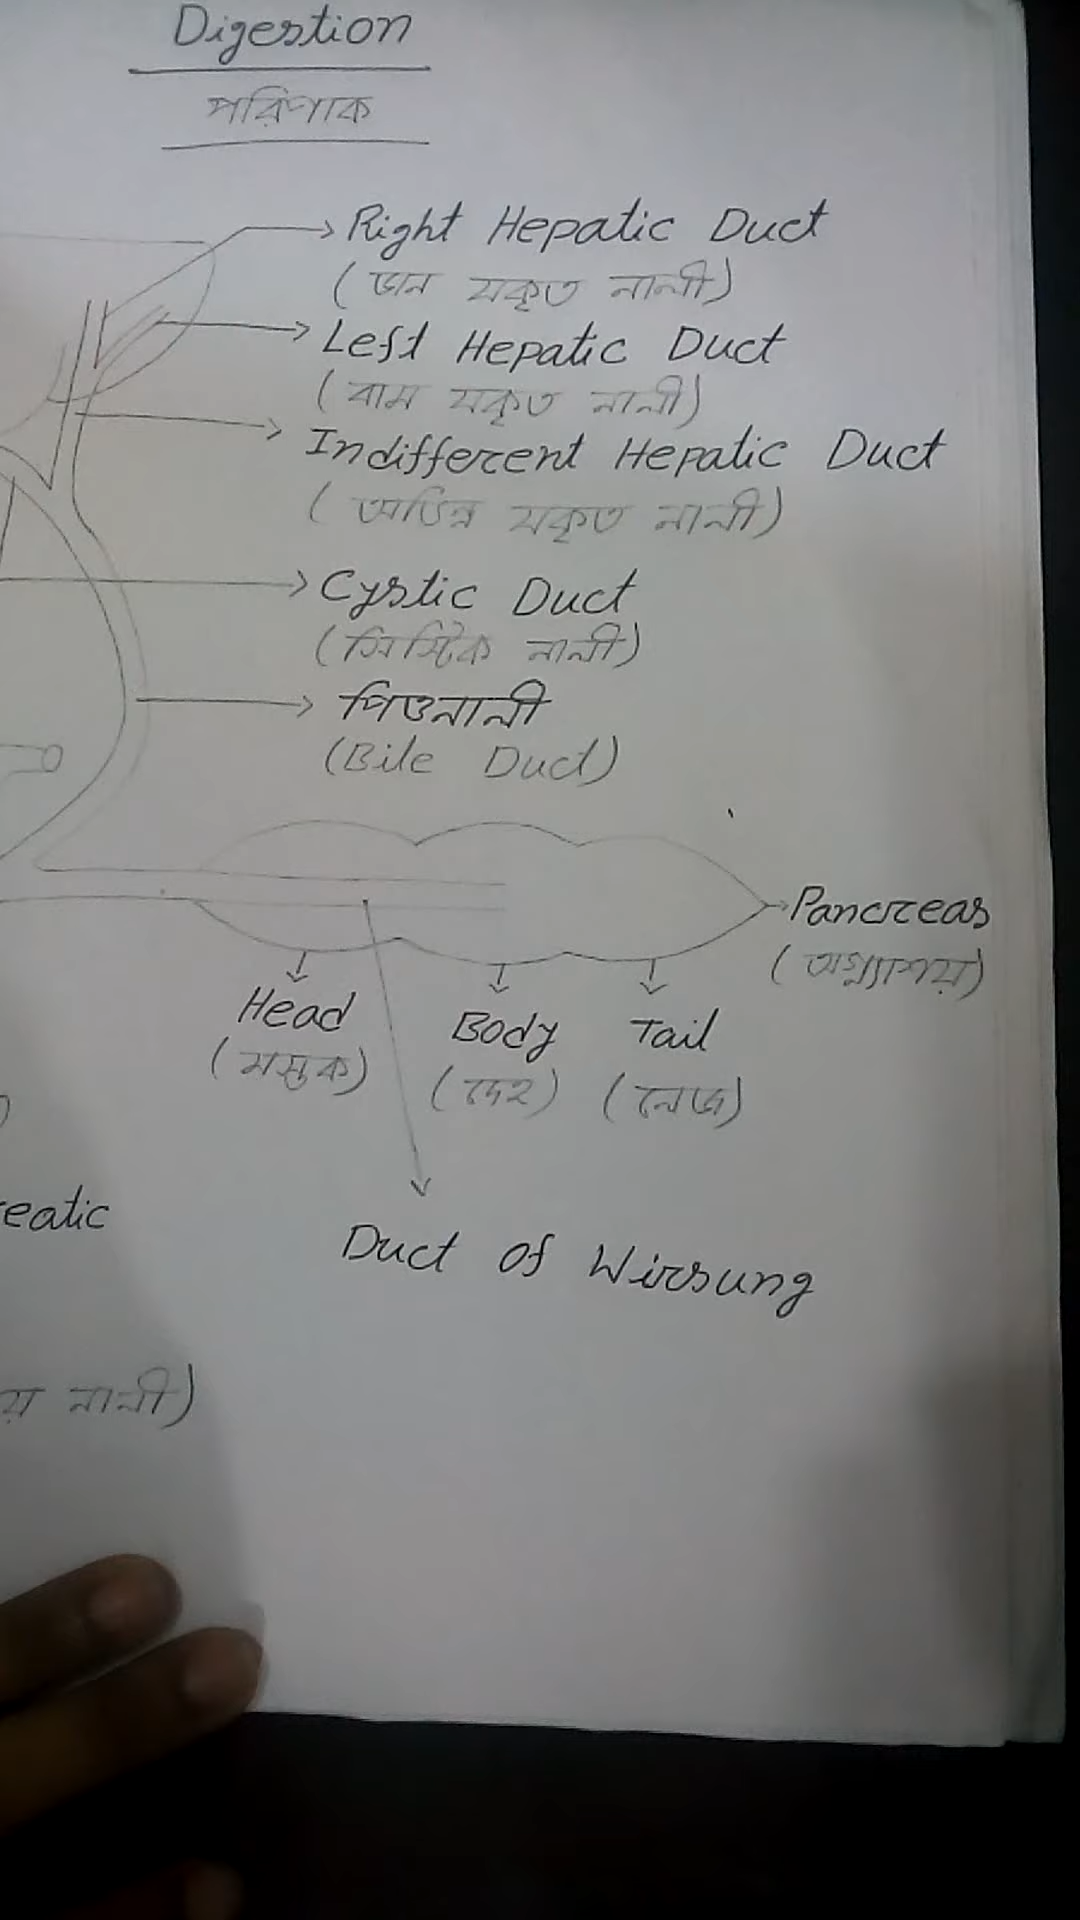 Digestion
পরিপাক
Right Hepatic Duct
(ডান যকৃত নালী)
Left Hepatic Duct
(বাম যকৃত নালী)
Indifferent Hepatic Duct
(অভিন্ন যকৃত নালী)
Cystic Duct
(সিস্টিক নালী)
পিত্তনালী
(Bile Duct)
Pancreas
(অগ্ন্যাশয়)
Head
(মস্তক)
Body
(দেহ)
Tail
(লেজ)
eatic
Duct of Wirsung
য় নালী)